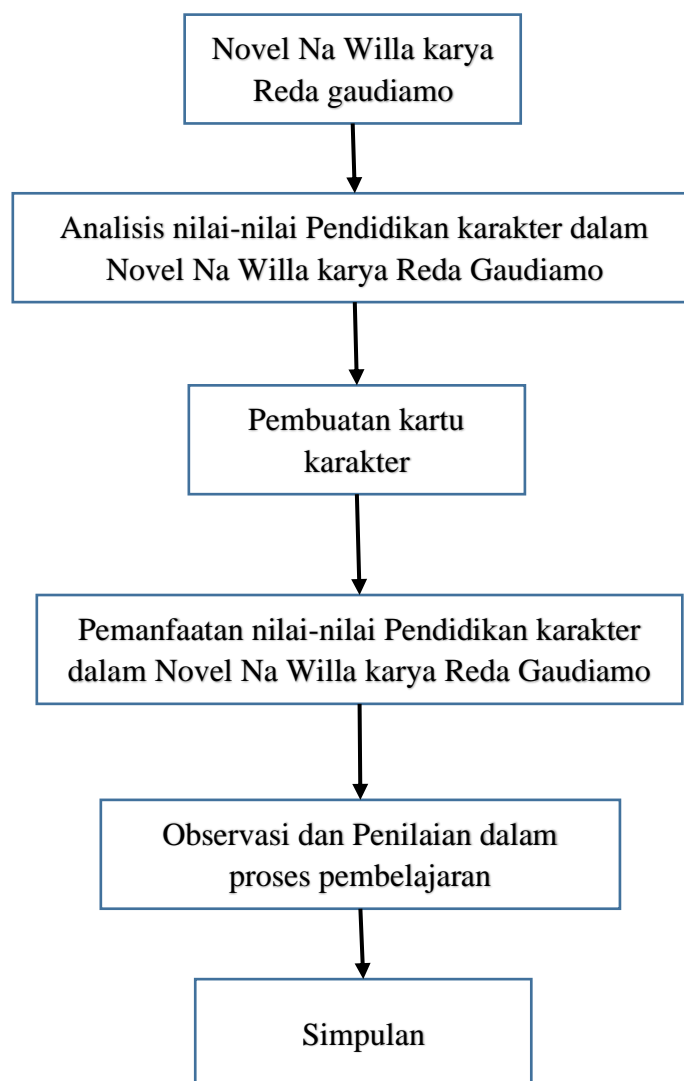 Novel Na Willa karya
Reda gaudiamo
Analisis nilai-nilai Pendidikan karakter dalam
Novel Na Willa karya Reda Gaudiamo
Pembuatan kartu
karakter
Pemanfaatan nilai-nilai Pendidikan karakter
dalam Novel Na Willa karya Reda Gaudiamo
Observasi dan Penilaian dalam
proses pembelajaran
Simpulan